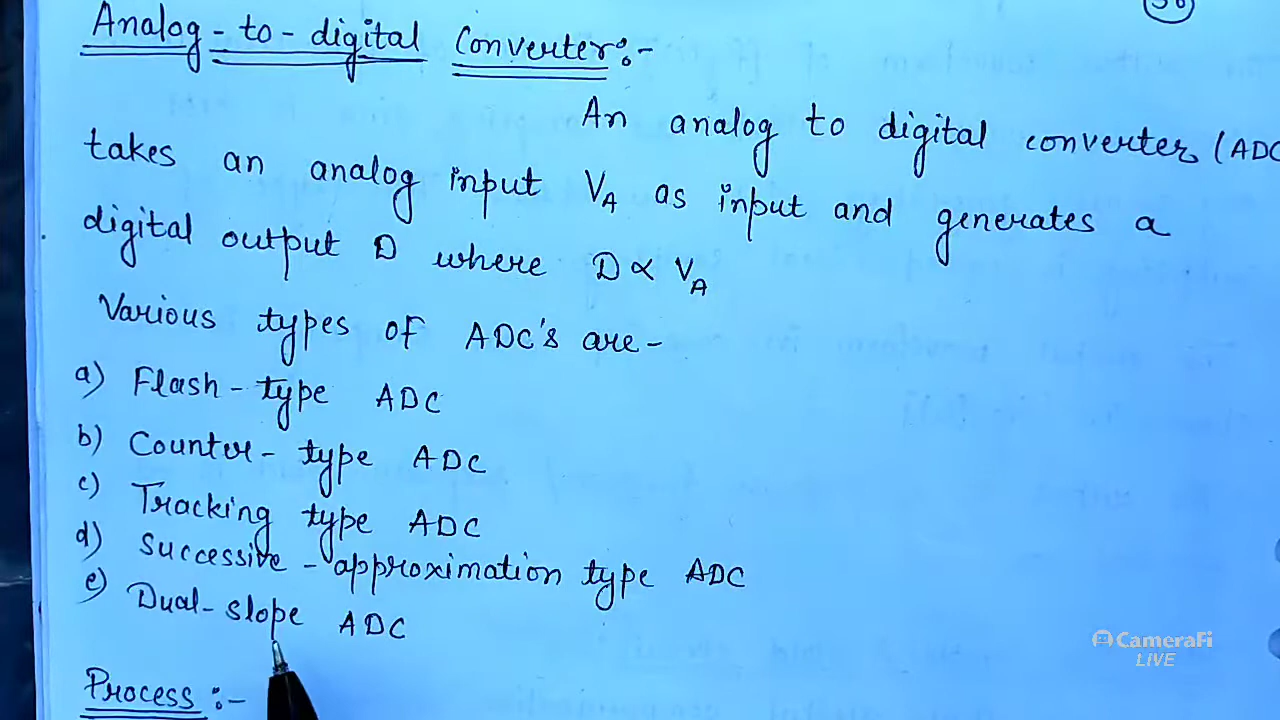 Analog-to-digital Converter:-
An analog to digital converter (ADC
takes an analog input VA as input and generates a
digital output D where D ∝ VA
Various types of ADC's are-
a) Flash-type ADC
b) Counter-type ADC
c) Tracking type ADC
d) Successive-approximation type ADC
e) Dual-slope ADC
Process:-
CameraFi
LIVE